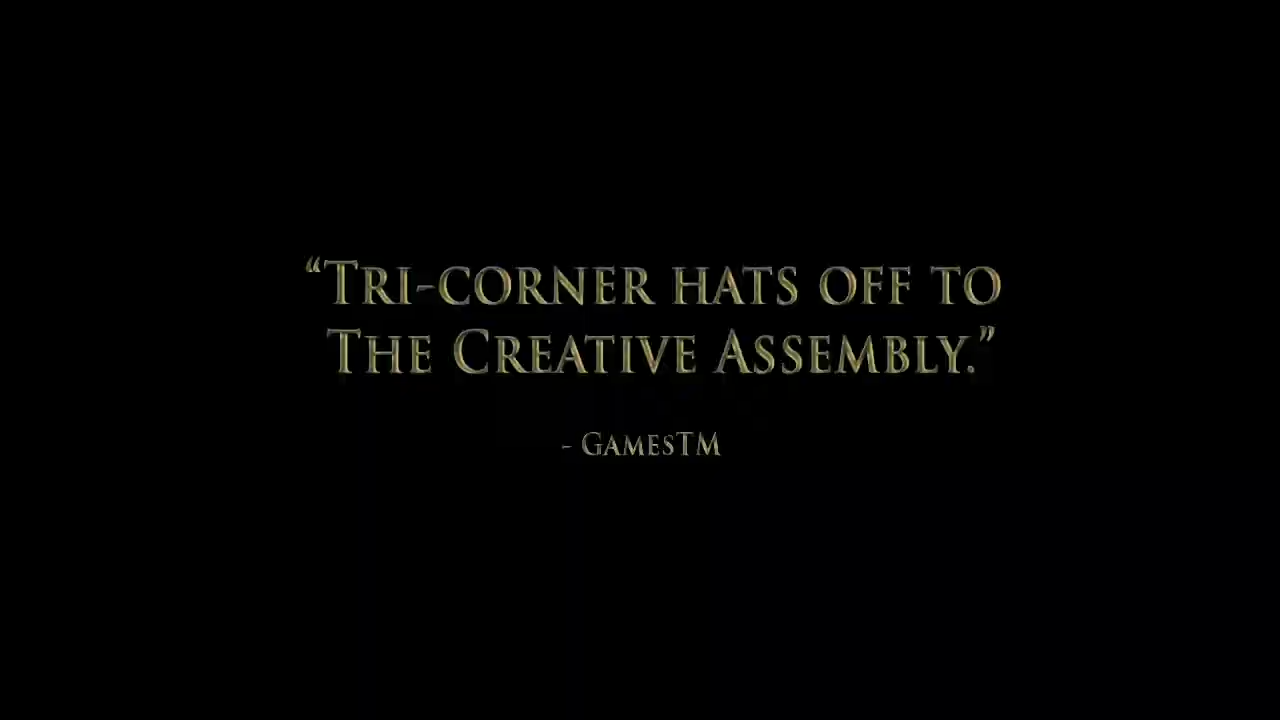 “Tri-corner hats off to
The Creative Assembly.”
- GamesTM